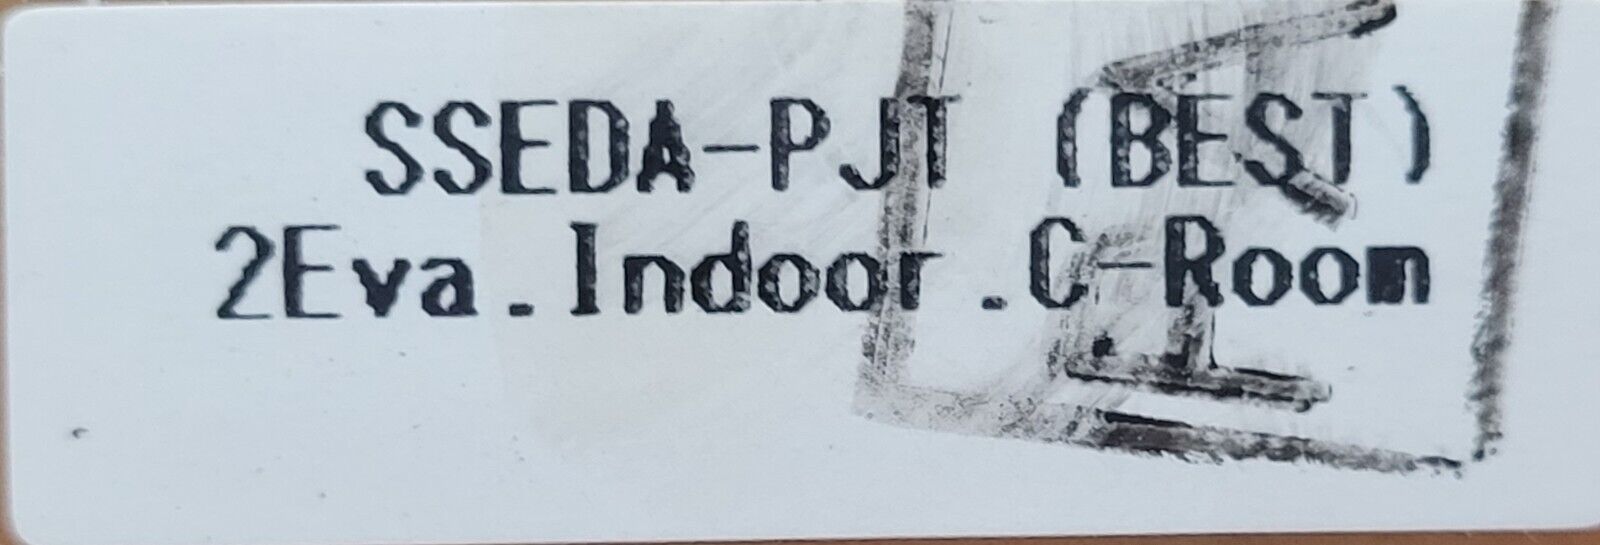 SSEDA-PJT (BEST)
2Eva.Indoor.C-Room